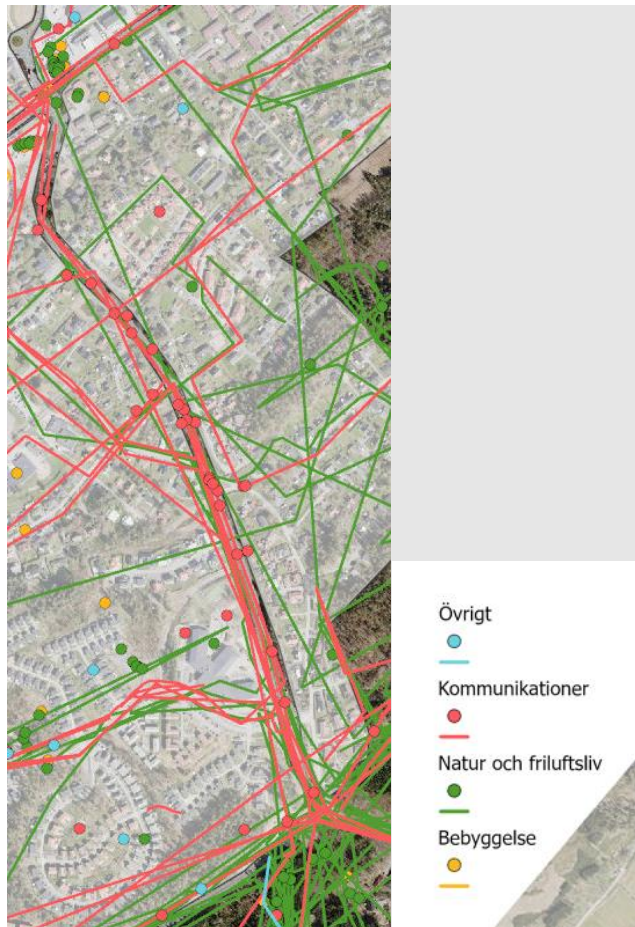 Övrigt
Kommunikationer
Natur och friluftsliv
Bebyggelse